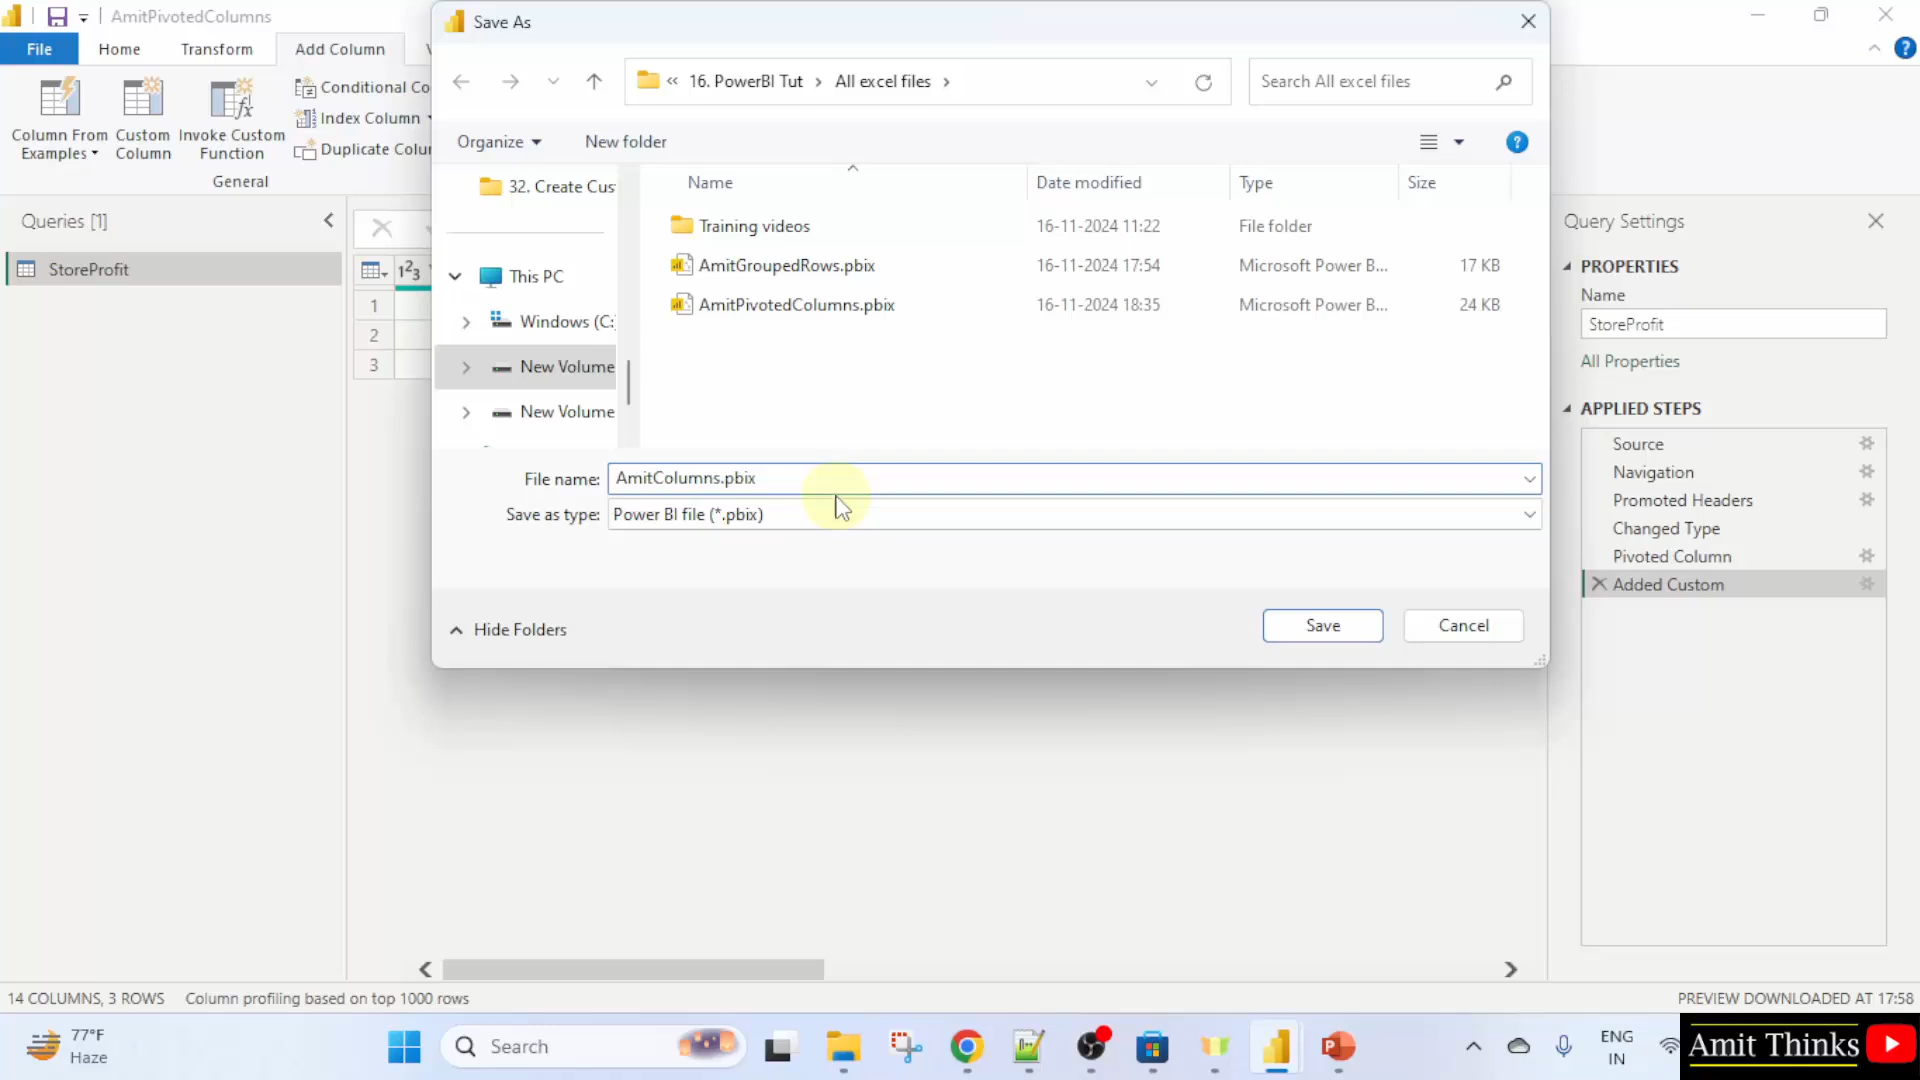 AmitPivotedColumns
File
Home
Transform
Add Column
Column From Examples
Custom Column
Invoke Custom Function
Conditional Co
Index Column
Duplicate Colu
General
Queries [1]
StoreProfit
1
2
3
1²3
Save As
16. PowerBI Tut
All excel files
Search All excel files
Organize
New folder
Name
Date modified
Type
Size
32. Create Cus
This PC
Windows (C:
New Volume
New Volume
Training videos 16-11-2024 11:22 File folder
AmitGroupedRows.pbix 16-11-2024 17:54 Microsoft Power B... 17 KB
AmitPivotedColumns.pbix 16-11-2024 18:35 Microsoft Power B... 24 KB
File name: AmitColumns.pbix
Save as type: Power BI file (*.pbix)
Hide Folders
Save
Cancel
Query Settings
PROPERTIES
Name
StoreProfit
All Properties
APPLIED STEPS
Source
Navigation
Promoted Headers
Changed Type
Pivoted Column
Added Custom
14 COLUMNS, 3 ROWS Column profiling based on top 1000 rows
PREVIEW DOWNLOADED AT 17:58
77°F
Haze
Search
ENG
IN
Amit Thinks